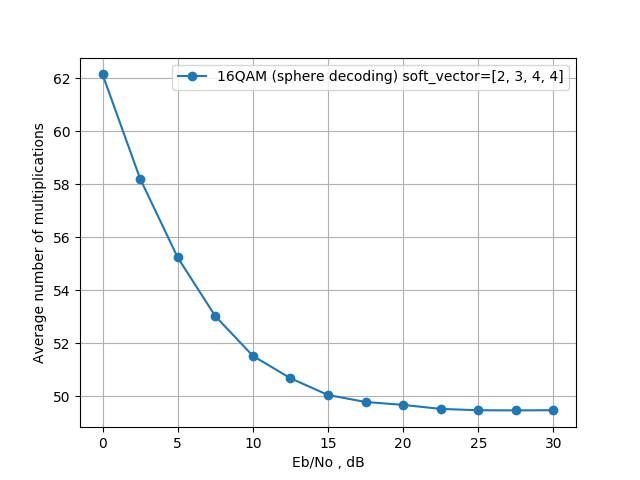 16QAM (sphere decoding) soft_vector=[2, 3, 4, 4]
62
60
58
56
54
52
50
Average number of multiplications
0 5 10 15 20 25 30
Eb/No , dB